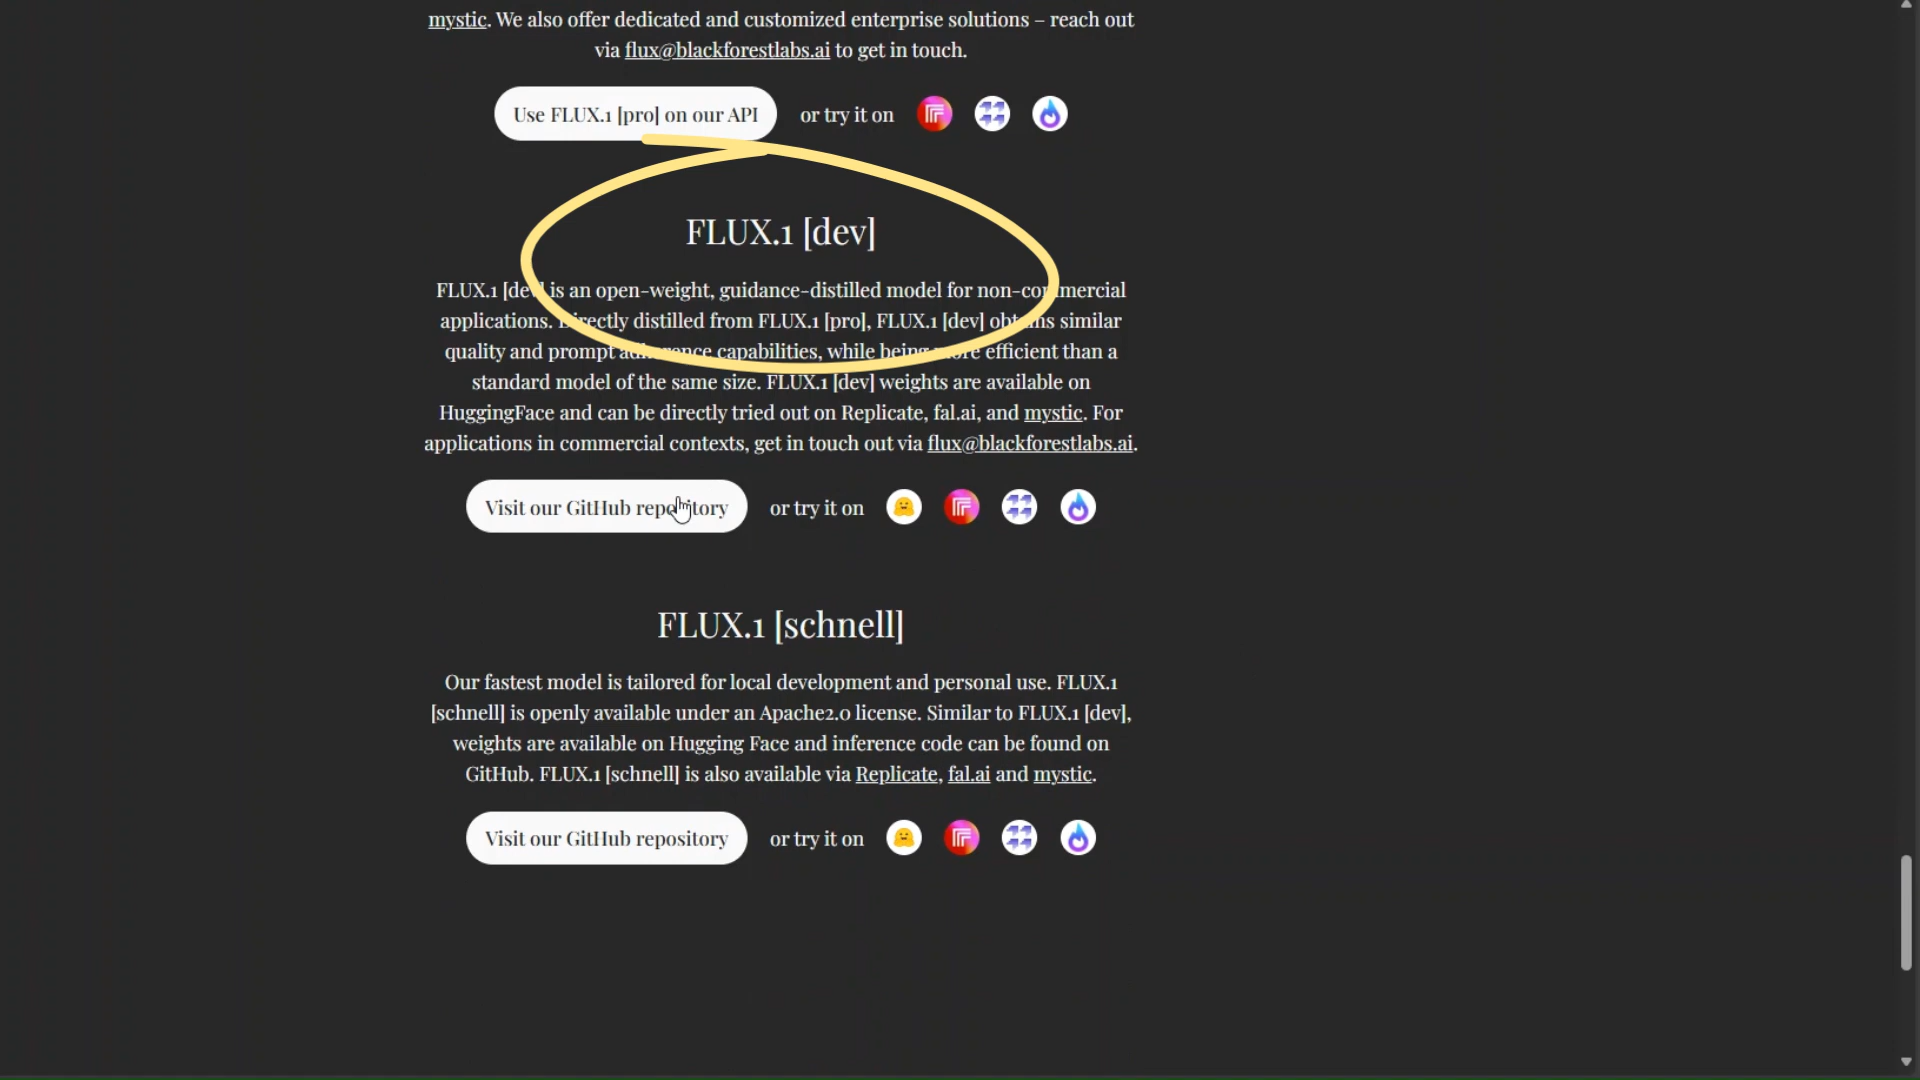 mystic. We also offer dedicated and customized enterprise solutions – reach out
via flux@blackforestlabs.ai to get in touch.
Use FLUX.1 [pro] on our API or try it on
FLUX.1 [dev]
FLUX.1 [dev] is an open-weight, guidance-distilled model for non-commercial
applications. Directly distilled from FLUX.1 [pro], FLUX.1 [dev] obtains similar
quality and prompt adherence capabilities, while being more efficient than a
standard model of the same size. FLUX.1 [dev] weights are available on
HuggingFace and can be directly tried out on Replicate, fal.ai, and mystic. For
applications in commercial contexts, get in touch out via flux@blackforestlabs.ai.
Visit our GitHub repository or try it on
FLUX.1 [schnell]
Our fastest model is tailored for local development and personal use. FLUX.1
[schnell] is openly available under an Apache2.0 license. Similar to FLUX.1 [dev],
weights are available on Hugging Face and inference code can be found on
GitHub. FLUX.1 [schnell] is also available via Replicate, fal.ai and mystic.
Visit our GitHub repository or try it on